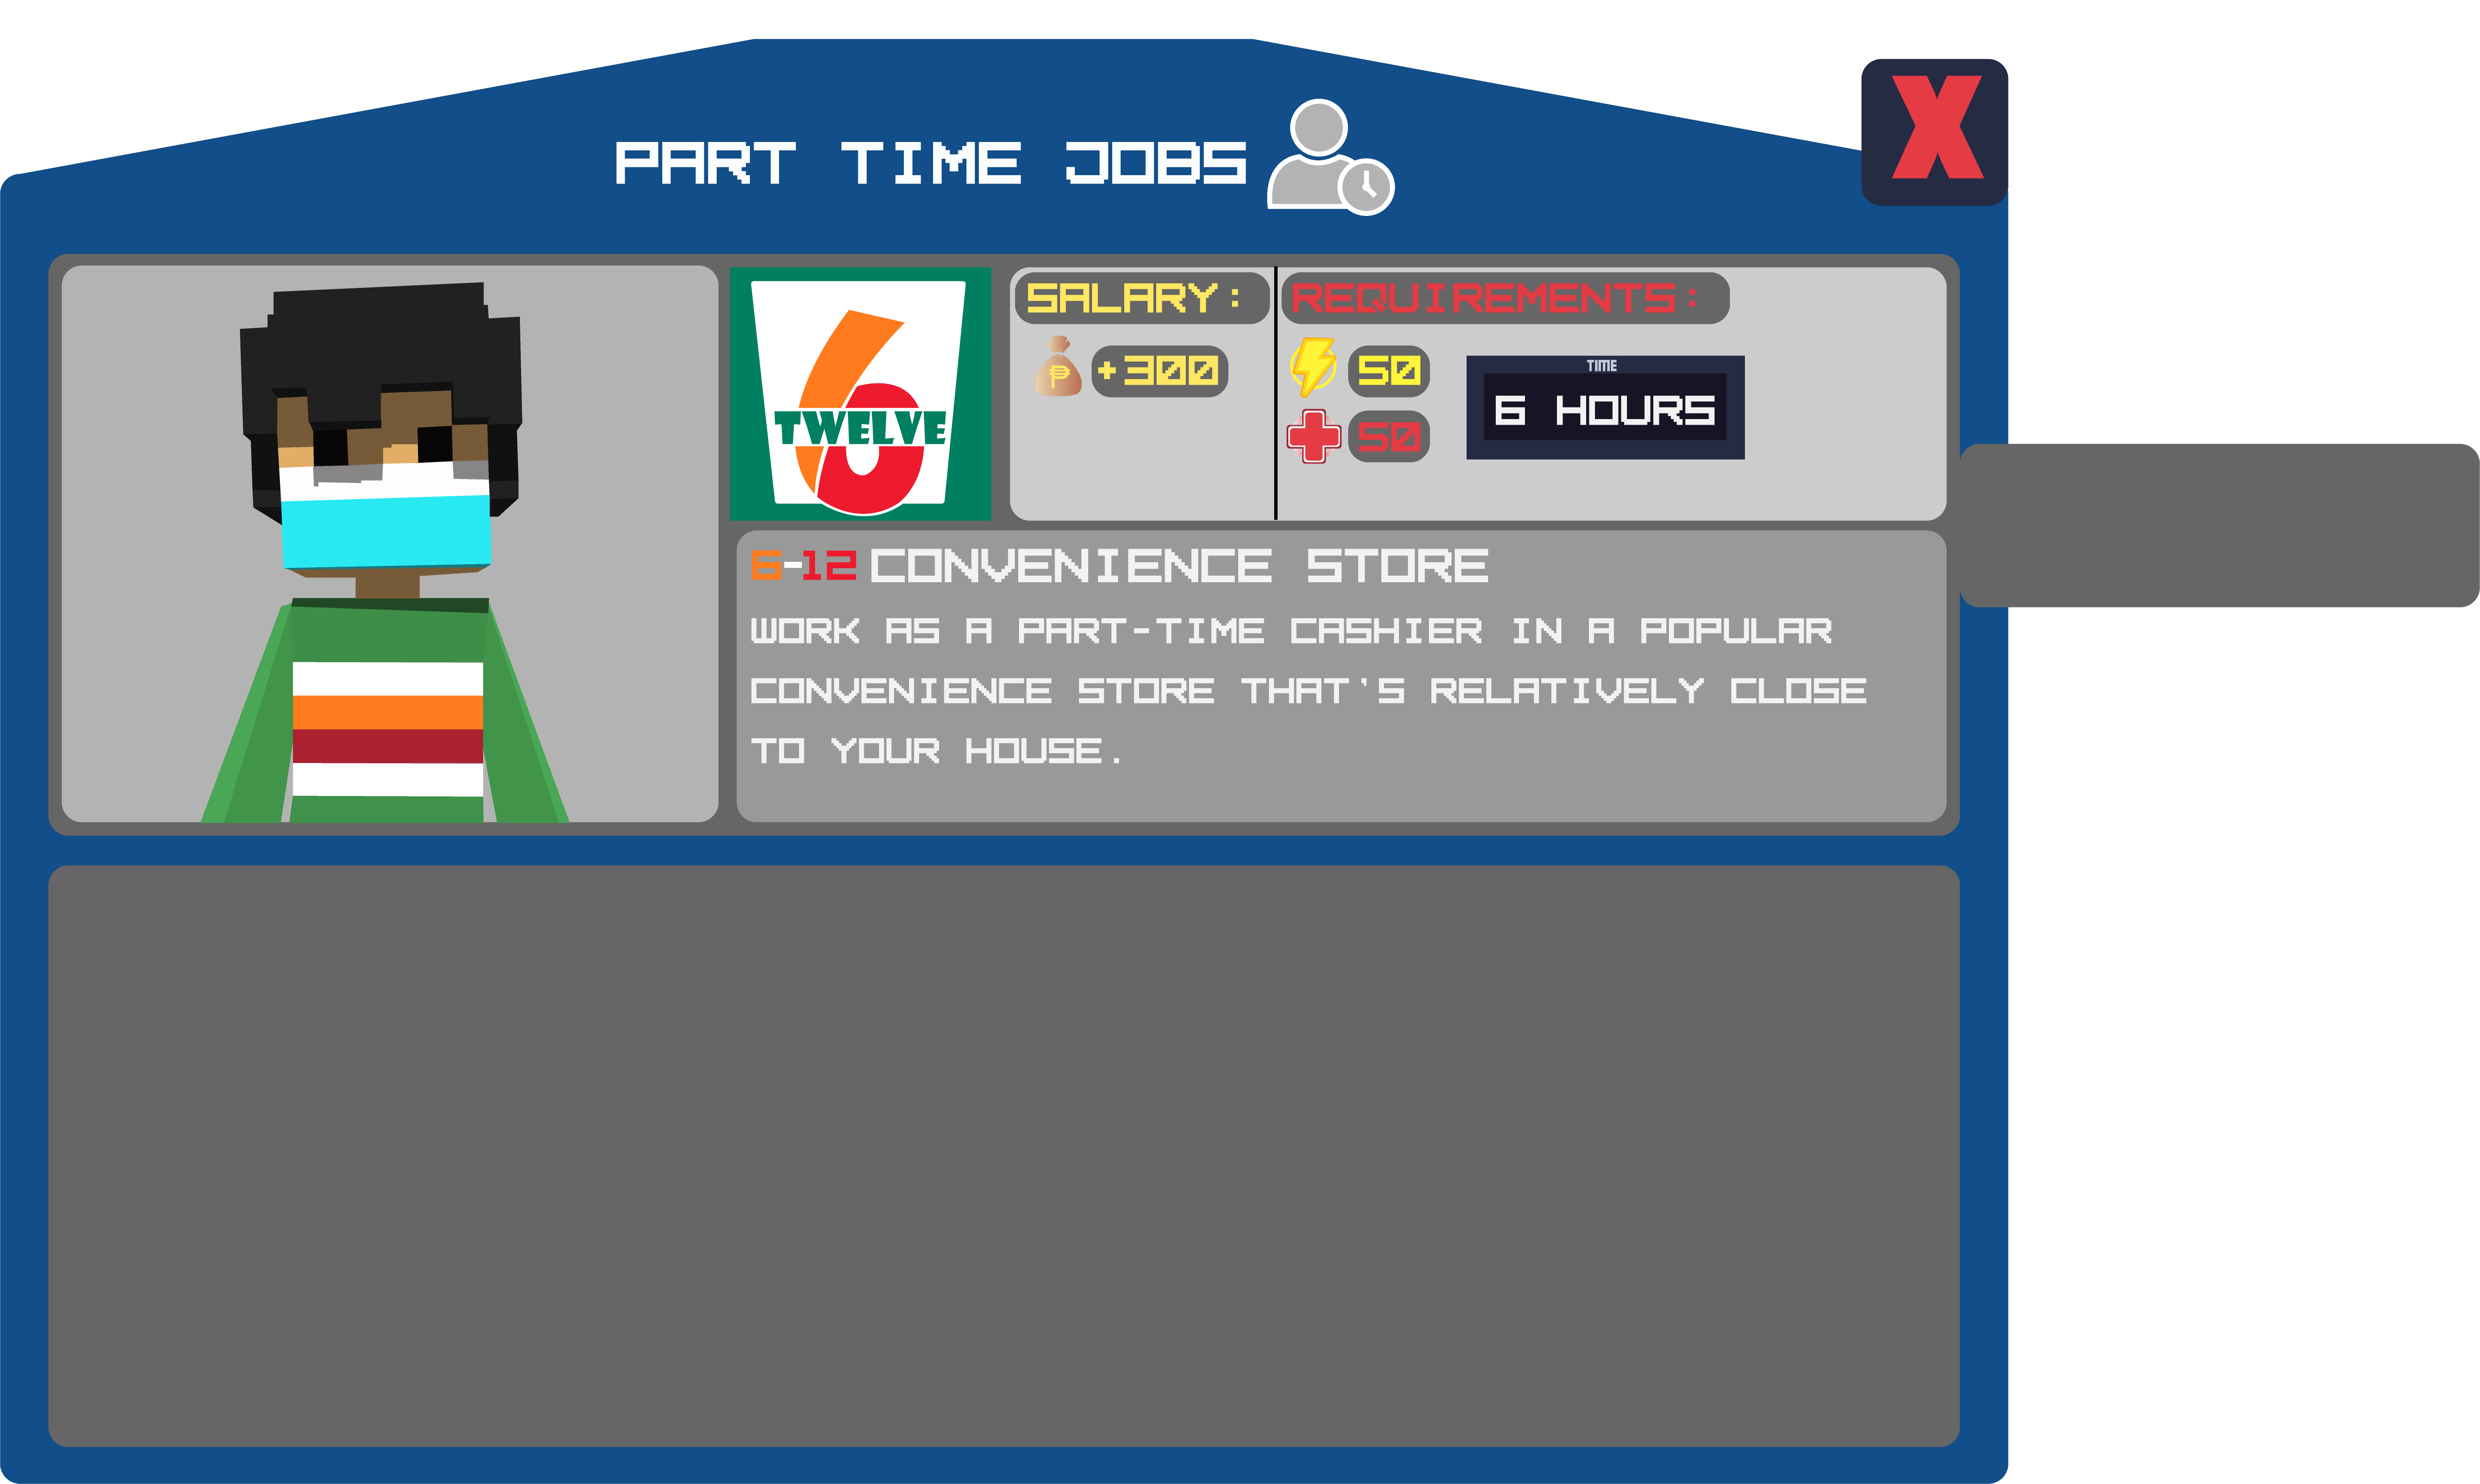 PART TIME JOBS
X
6
TWELVE
SALARY:
₱ +300
REQUIREMENTS:
50
50
TIME
6 HOURS
6-12 CONVENIENCE STORE
WORK AS A PART-TIME CASHIER IN A POPULAR
CONVENIENCE STORE THAT'S RELATIVELY CLOSE
TO YOUR HOUSE.